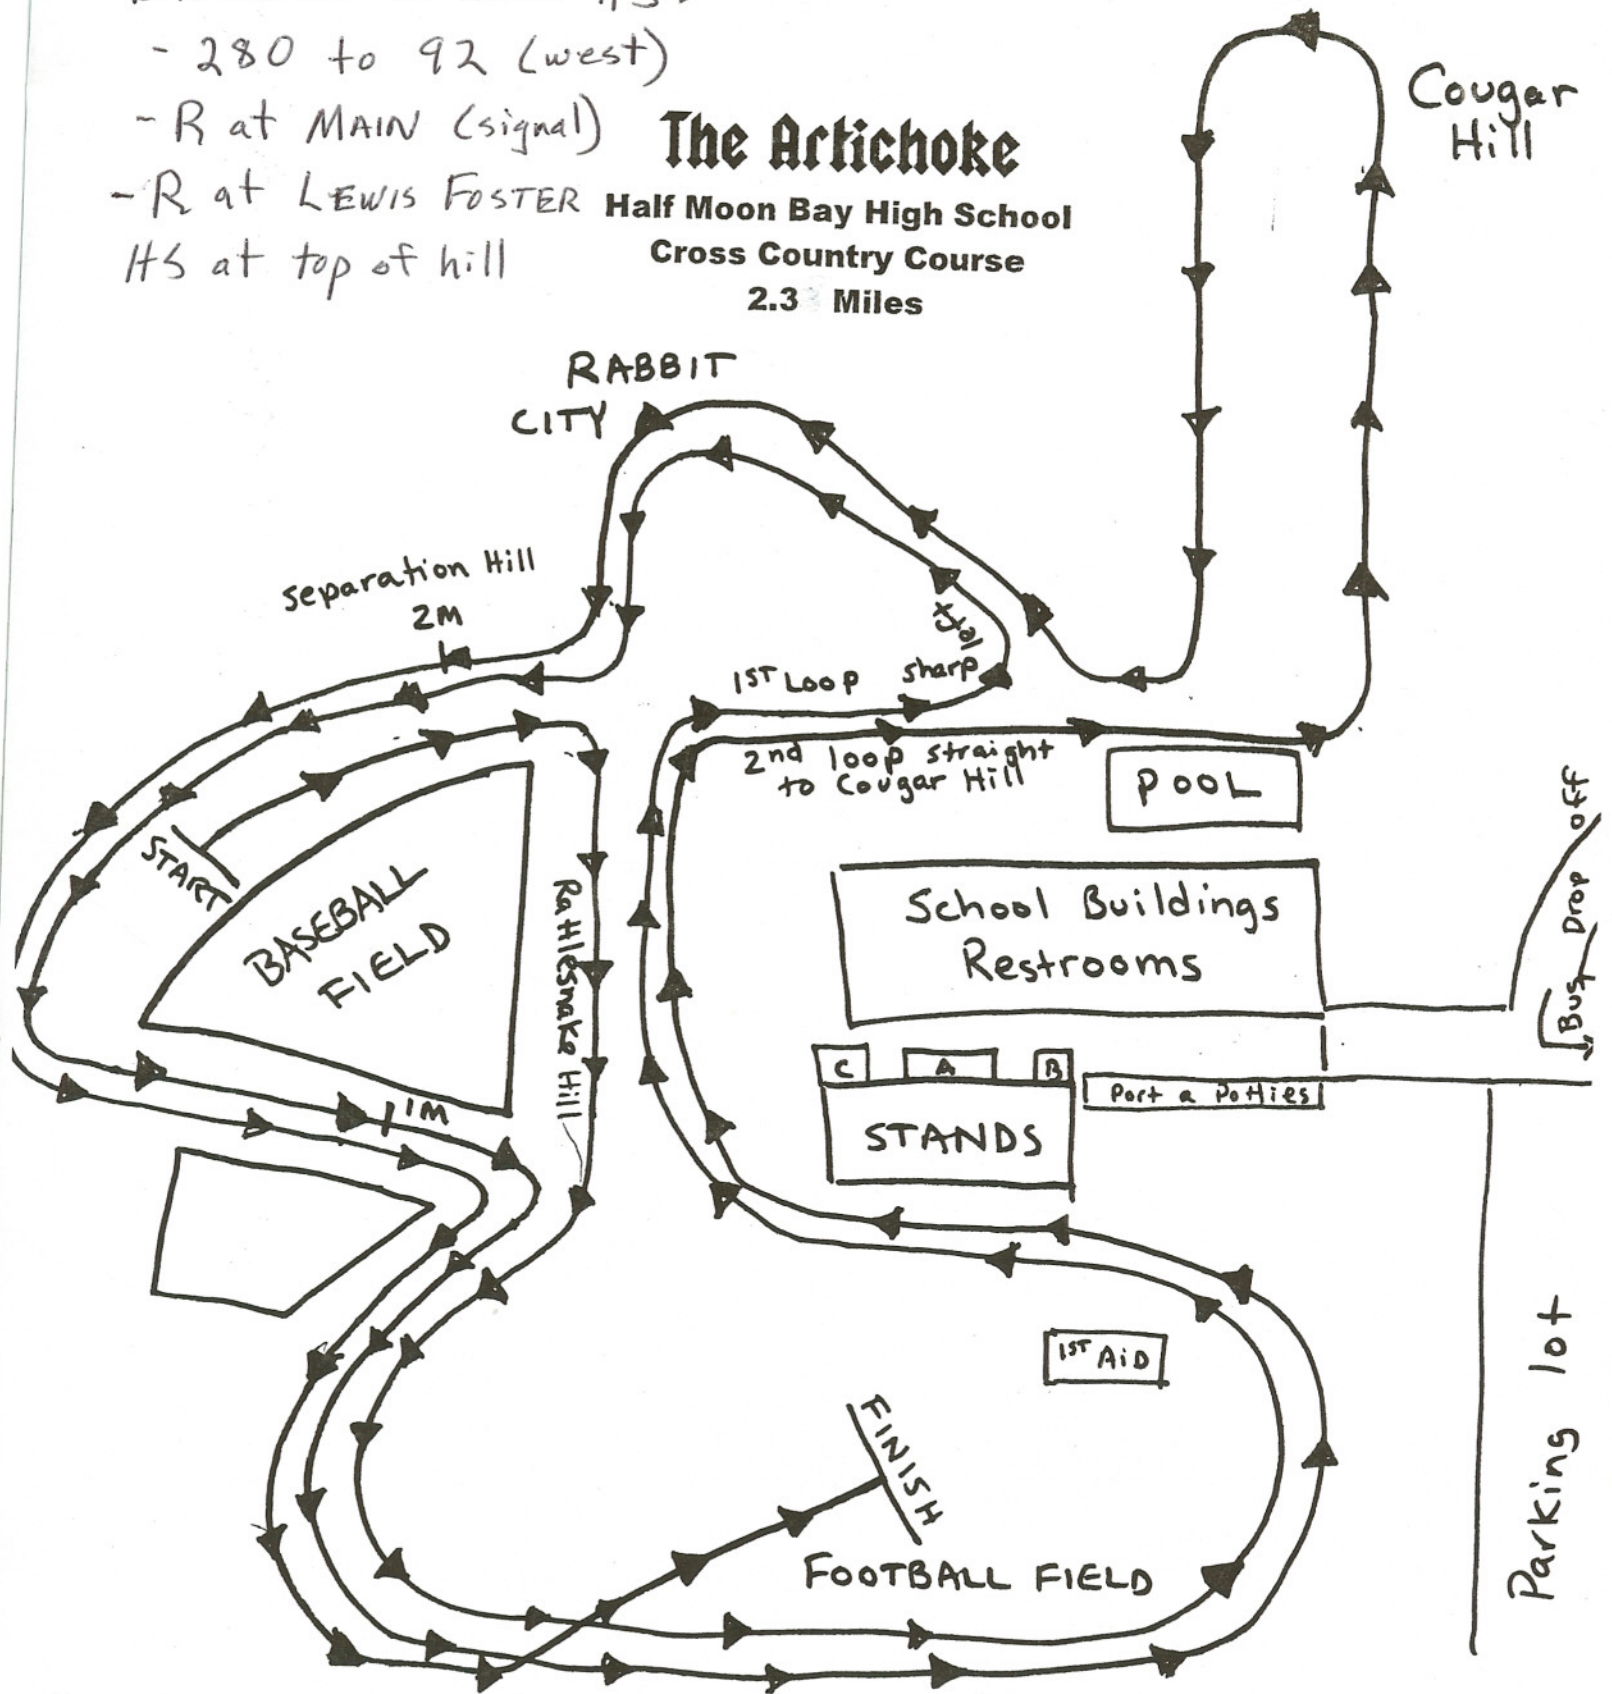 - 280 to 92 (west)
- R at MAIN (signal)
- R at LEWIS FOSTER
HS at top of hill
The Artichoke
Half Moon Bay High School
Cross Country Course
2.3 Miles
Cougar
Hill
RABBIT
CITY
Separation Hill
2M
1ST LOOP
sharp
left
2nd loop straight
to Cougar Hill
POOL
START
BASEBALL
FIELD
Rattlesnake Hill
School Buildings
Restrooms
Bus Drop off
C
A
B
STANDS
Port a Potties
1M
1ST AID
FINISH
FOOTBALL FIELD
Parking lot